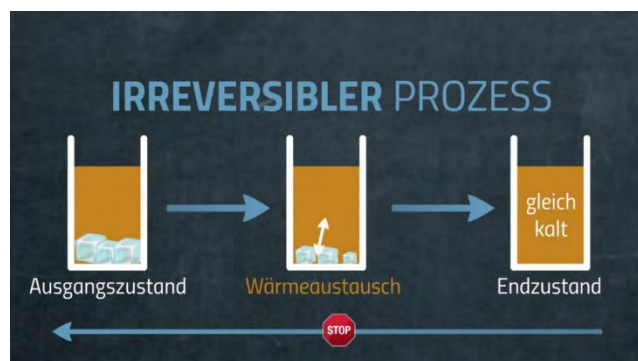 IRREVERSIBLER PROZESS
gleich
kalt
Ausgangszustand
Wärmeaustausch
Endzustand
STOP